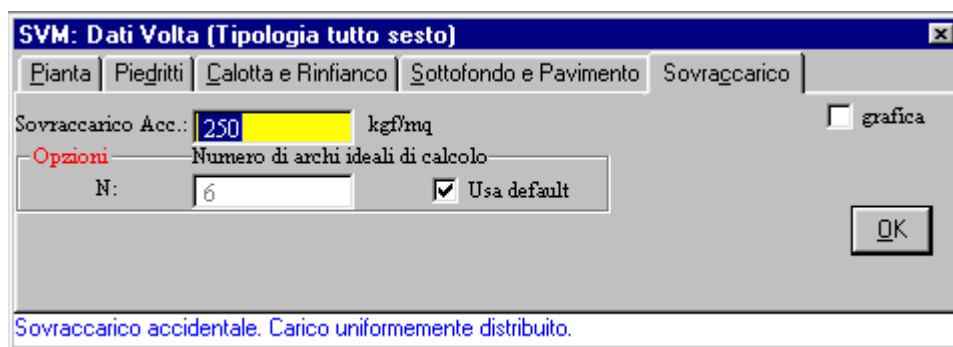 SVM: Dati Volta (Tipologia tutto sesto)
Pianta Piedritti Calotta e Rinfianco Sottofondo e Pavimento Sovraccarico
Sovraccarico Acc.: 250 kgf/mq grafica
Opzioni Numero di archi ideali di calcolo
N: 6 Usa default
OK
Sovraccarico accidentale. Carico uniformemente distribuito.